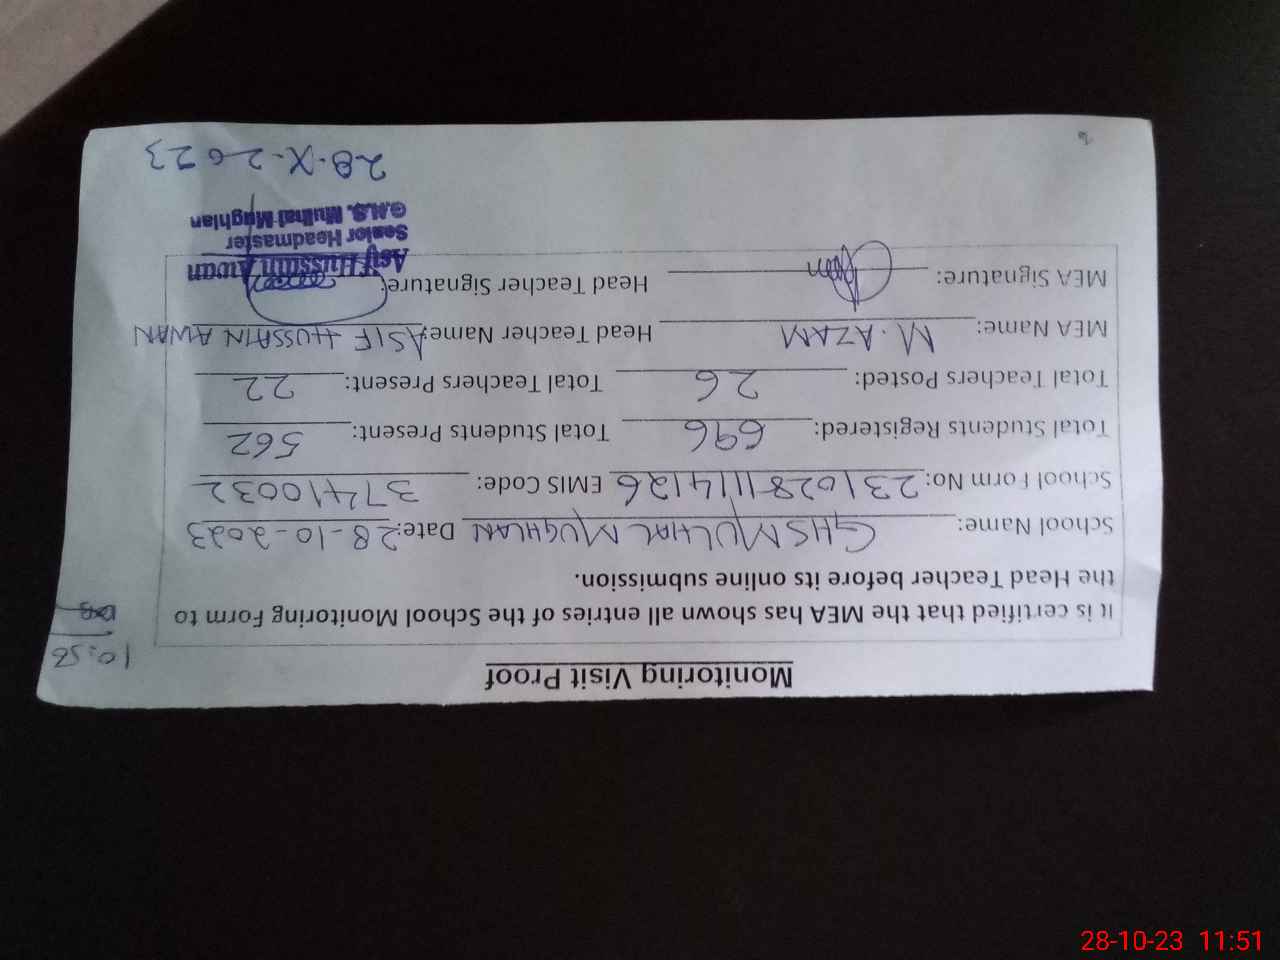 Monitoring Visit Proof
10:58
It is certified that the MEA has shown all entries of the School Monitoring Form to
the Head Teacher before its online submission.
School Name: GHS MULHAL MUGHLAN Date: 28-10-2023
School Form No: 2310281114126 EMIS Code: 37410032
Total Students Registered: 696 Total Students Present: 562
Total Teachers Posted: 26 Total Teachers Present: 22
MEA Name: M. AZAM Head Teacher Name: ASIF HUSSAIN AWAN
MEA Signature: Head Teacher Signature:
Asif Hussain Awan
Senior Headmaster
G.H.S. Mulhal Mughlan
28-X-2023
28-10-23 11:51